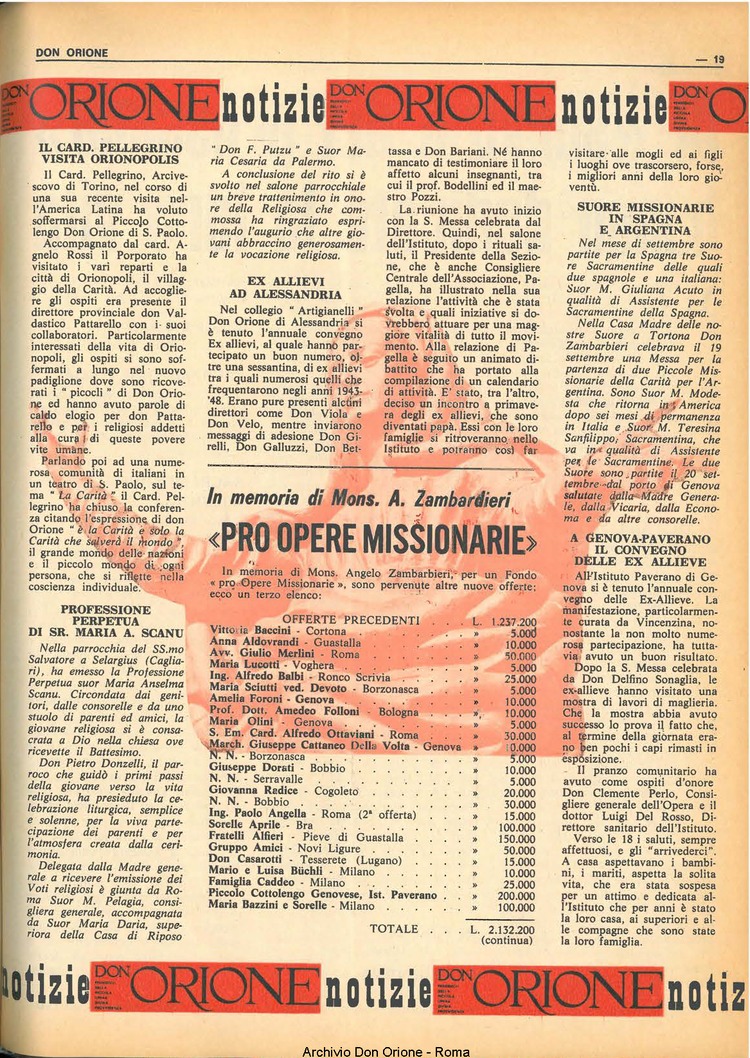 DON ORIONE
— 19
DON ORIONE notizie DON ORIONE notizie DON O
IL CARD. PELLEGRINO
VISITA ORIONOPOLIS
Il Card. Pellegrino, Arcive-
scovo di Torino, nel corso di
una sua recente visita nel-
l'America Latina ha voluto
soffermarsi al Piccolo Cotto-
lengo Don Orione di S. Paolo.
Accompagnato dal card. A-
gnelo Rossi il Porporato ha
visitato i vari reparti e la
città di Orionopoli, il villag-
gio della Carità. Ad accoglie-
re gli ospiti era presente il
direttore provinciale don Val-
dastico Pattarello con i suoi
collaboratori. Particolarmente
interessati della vita di Orio-
nopoli, gli ospiti si sono sof-
fermati a lungo nel nuovo
padiglione dove sono ricove-
rati i " piccoli " di Don Orio-
ne ed hanno avuto parole di
caldo elogio per don Patta-
rello e per i religiosi addetti
alla cura di queste povere
vite umane.
Parlando poi ad una nume-
rosa comunità di italiani in
un teatro di S. Paolo, sul te-
ma " La Carità " il Card. Pel-
legrino ha chiuso la conferen-
za citando l'espressione di don
Orione " è la Carità e solo la
Carità che salverà il mondo ",
il grande mondo delle nazioni
e il piccolo mondo di ogni
persona, che si riflette nella
coscienza individuale.
PROFESSIONE
PERPETUA
DI SR. MARIA A. SCANU
Nella parrocchia del SS.mo
Salvatore a Selargius (Caglia-
ri), ha emesso la Professione
Perpetua suor Maria Anselma
Scanu. Circondata dai geni-
tori, dalle consorelle e da uno
stuolo di parenti ed amici, la
giovane religiosa si è consa-
crata a Dio nella chiesa ove
ricevette il Battesimo.
Don Pietro Donzelli, il par-
roco che guidò i primi passi
della giovane verso la vita
religiosa, ha presieduto la ce-
lebrazione liturgica, semplice
e solenne, per la viva parte-
cipazione dei parenti e per
l'atmosfera creata dalla ceri-
monia.
Delegata dalla Madre gene-
rale a ricevere l'emissione dei
Voti religiosi è giunta da Ro-
ma Suor M. Pelagia, consi-
gliera generale, accompagnata
da Suor Maria Daria, supe-
riora della Casa di Riposo
" Don F. Putzu " e Suor Ma-
ria Cesaria da Palermo.
A conclusione del rito si è
svolto nel salone parrocchiale
un breve trattenimento in ono-
re della Religiosa che com-
mossa ha ringraziato espri-
mendo l'augurio che altre gio-
vani abbraccino generosamen-
te la vocazione religiosa.
EX ALLIEVI
AD ALESSANDRIA
Nel collegio " Artigianelli "
Don Orione di Alessandria si
è tenuto l'annuale convegno
Ex allievi, al quale hanno par-
tecipato un buon numero, ol-
tre una sessantina, di ex allievi
tra i quali numerosi quelli che
frequentarono negli anni 1943-
'48. Erano pure presenti alcuni
direttori come Don Viola e
Don Velo, mentre inviarono
messaggi di adesione Don Gi-
relli, Don Galluzzi, Don Bet-
tassa e Don Bariani. Né hanno
mancato di testimoniare il loro
affetto alcuni insegnanti, tra
cui il prof. Bodellini ed il mae-
stro Pozzi.
La riunione ha avuto inizio
con la S. Messa celebrata dal
Direttore. Quindi, nel salone
dell'Istituto, dopo i rituali sa-
luti, il Presidente della Sezio-
ne, che è anche Consigliere
Centrale dell'Associazione, Pa-
gella, ha illustrato nella sua
relazione l'attività che è stata
svolta e quali iniziative si do-
vrebbero attuare per una mag-
giore vitalità di tutto il movi-
mento. Alla relazione di Pa-
gella è seguito un animato di-
battito che ha portato alla
compilazione di un calendario
di attività. E' stato, tra l'altro,
deciso un incontro a primave-
ra degli ex allievi, che sono
diventati papà. Essi con le loro
famiglie si ritroveranno nello
Istituto e potranno così far
visitare alle mogli ed ai figli
i luoghi ove trascorsero, forse,
i migliori anni della loro gio-
ventù.
SUORE MISSIONARIE
IN SPAGNA
E ARGENTINA
Nel mese di settembre sono
partite per la Spagna tre Suo-
re Sacramentine delle quali
due spagnole e una italiana:
Suor M. Giuliana Acuto in
qualità di Assistente per le
Sacramentine della Spagna.
Nella Casa Madre delle no-
stre Suore a Tortona Don
Zambarbieri celebrava il 19
settembre una Messa per la
partenza di due Piccole Mis-
sionarie della Carità per l'Ar-
gentina. Sono Suor M. Mode-
sta che ritorna in America
dopo sei mesi di permanenza
in Italia e Suor M. Teresina
Sanfilippo, Sacramentina, che
va in qualità di Assistente
per le Sacramentine. Le due
Suore sono partite il 20 set-
tembre dal porto di Genova
salutate dalla Madre Genera-
le, dalla Vicaria, dalla Econo-
ma e da altre consorelle.
A GENOVA-PAVERANO
IL CONVEGNO
DELLE EX ALLIEVE
All'Istituto Paverano di Ge-
nova si è tenuto l'annuale con-
vegno delle Ex-Allieve. La
manifestazione, particolarmen-
te curata da Vincenzina, no-
nostante la non molto nume-
rosa partecipazione, ha tutta-
via avuto un buon risultato.
Dopo la S. Messa celebrata
da Don Delfino Sonaglia, le
ex-allieve hanno visitato una
mostra di lavori di maglieria.
Che la mostra abbia avuto
successo lo prova il fatto che,
al termine della giornata era-
no ben pochi i capi rimasti in
esposizione.
Il pranzo comunitario ha
avuto come ospiti d'onore
Don Clemente Perlo, Consi-
gliere generale dell'Opera e il
dottor Luigi Del Rosso, Di-
rettore sanitario dell'Istituto.
Verso le 18 i saluti, sempre
affettuosi, e gli "arrivederci".
A casa aspettavano i bambi-
ni, i mariti, aspetta la solita
vita, che era stata sospesa
per un attimo e dedicata al-
l'Istituto che per anni è stato
la loro casa, ai superiori e al-
le compagne che sono state
la loro famiglia.
In memoria di Mons. A. Zambardieri
«PRO OPERE MISSIONARIE»
In memoria di Mons. Angelo Zambarbieri, per un Fondo
« pro Opere Missionarie », sono pervenute altre nuove offerte;
ecco un terzo elenco:
OFFERTE PRECEDENTI . . L. 1.237.200
Vittoria Baccini - Cortona » 5.000
Anna Aldovrandi - Guastalla » 10.000
Avv. Giulio Merlini - Roma » 50.000
Maria Lucotti - Voghera » 5.000
Ing. Alfredo Balbi - Ronco Scrivia » 25.000
Maria Sciutti ved. Devoto - Borzonasca » 5.000
Amelia Foroni - Genova » 10.000
Prof. Dott. Amedeo Folloni - Bologna » 10.000
Maria Olini - Genova » 5.000
S. Em. Card. Alfredo Ottaviani - Roma » 30.000
March. Giuseppe Cattaneo Della Volta - Genova » 10.000
N. N. - Borzonasca » 5.000
Giuseppe Dorati - Bobbio » 10.000
N. N. - Serravalle » 5.000
Giovanna Radice - Cogoleto » 20.000
N. N. - Bobbio » 30.000
Ing. Paolo Angella - Roma (2ª offerta) » 15.000
Sorelle Aprile - Bra » 100.000
Fratelli Alfieri - Pieve di Guastalla » 150.000
Gruppo Amici - Novi Ligure » 50.000
Don Casarotti - Tesserete (Lugano) » 15.000
Mario e Luisa Büchli - Milano » 10.000
Famiglia Caddeo - Milano » 25.000
Piccolo Cottolengo Genovese, Ist. Paverano » 200.000
Maria Bazzini e Sorelle - Milano » 100.000
TOTALE . . . L. 2.132.200
(continua)
otizie DON ORIONE notizie DON ORIONE notiz
Archivio Don Orione - Roma